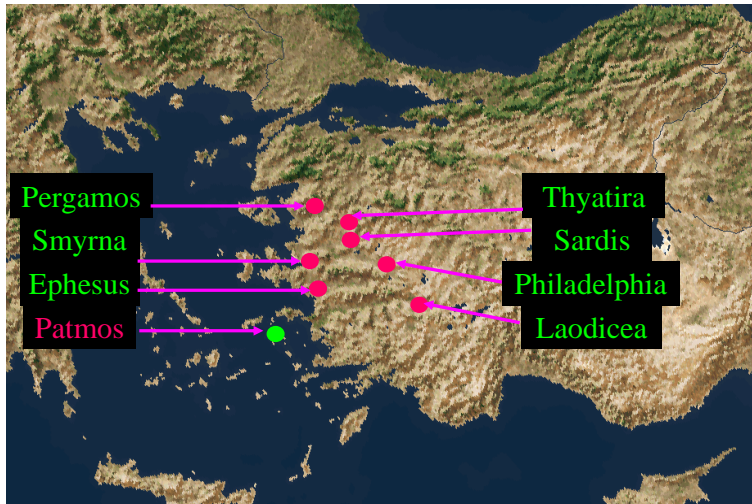 Pergamos
Smyrna
Ephesus
Patmos
Thyatira
Sardis
Philadelphia
Laodicea